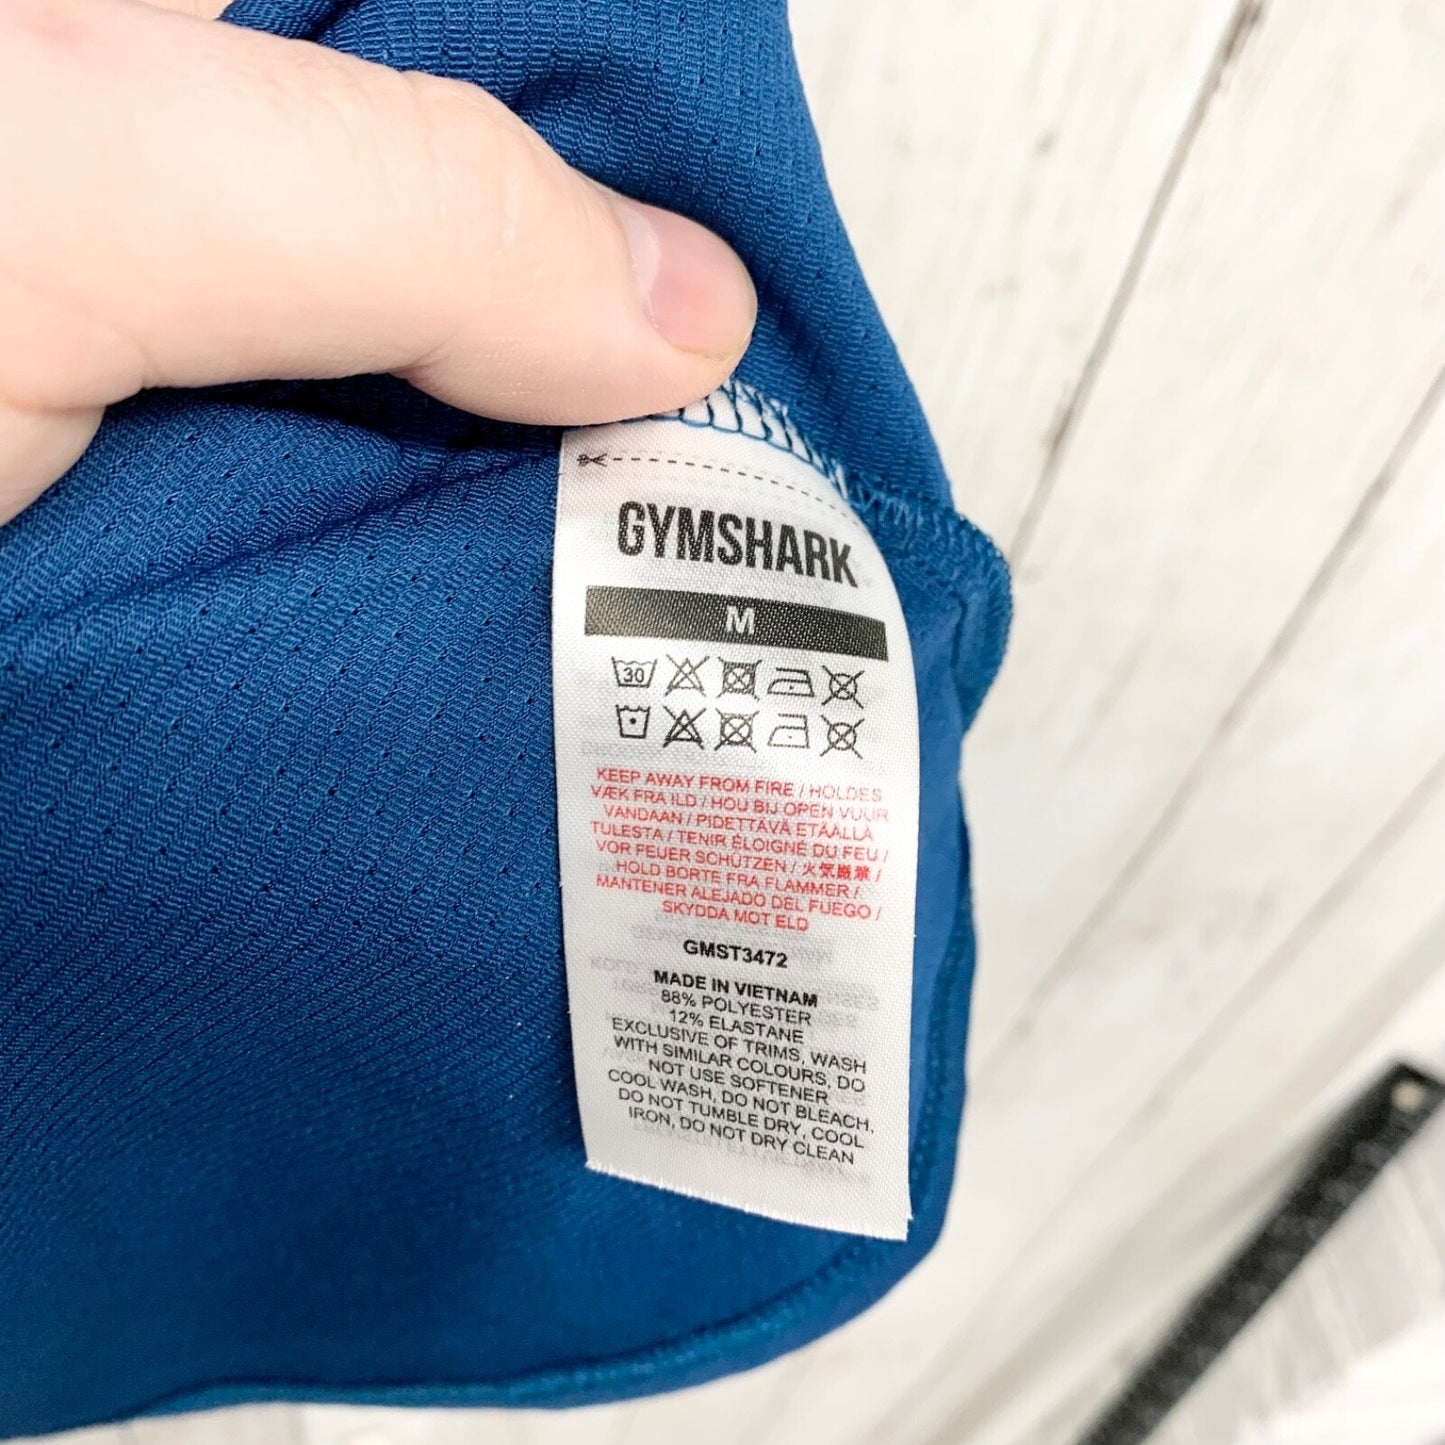 GYMSHARK
M
30
KEEP AWAY FROM FIRE / HOLDES
VÆK FRA ILD / HOU BIJ OPEN VUUR
VANDAAN / PIDETTÄVÄ ETÄÄLLÄ
TULESTA / TENIR ÉLOIGNÉ DU FEU /
VOR FEUER SCHÜTZEN / 火気厳禁 /
HOLD BORTE FRA FLAMMER /
MANTENER ALEJADO DEL FUEGO /
SKYDDA MOT ELD
GMST3472
MADE IN VIETNAM
88% POLYESTER
12% ELASTANE
EXCLUSIVE OF TRIMS, WASH
WITH SIMILAR COLOURS, DO
NOT USE SOFTENER
COOL WASH, DO NOT BLEACH,
DO NOT TUMBLE DRY, COOL
IRON, DO NOT DRY CLEAN